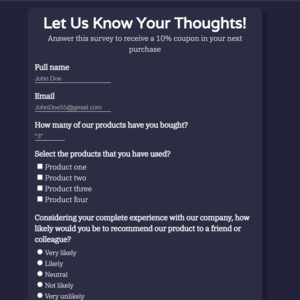 Let Us Know Your Thoughts!
Answer this survey to receive a 10% coupon in your next
purchase
Full name
John Doe
Email
JohnDoe55@gmail.com
How many of our products have you bought?
"3"
Select the products that you have used?
Product one
Product two
Product three
Product four
Considering your complete experience with our company, how
likely would you be to recommend our product to a friend or
colleague?
Very likely
Likely
Neutral
Not likely
Very unlikely